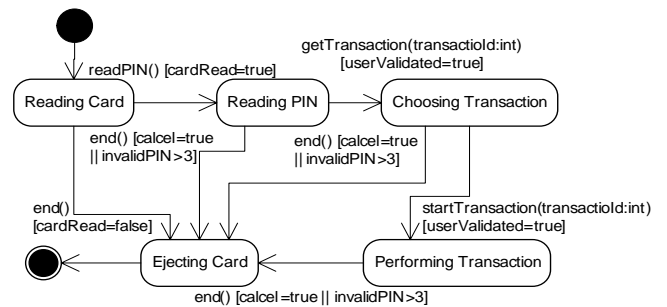 getTransaction(transactioId:int)
[userValidated=true]
readPIN() [cardRead=true]
Reading Card
Reading PIN
Choosing Transaction
end() [calcel=true
|| invalidPIN>3]
end() [calcel=true
|| invalidPIN>3]
end()
[cardRead=false]
startTransaction(transactioId:int)
[userValidated=true]
Ejecting Card
Performing Transaction
end() [calcel=true || invalidPIN>3]